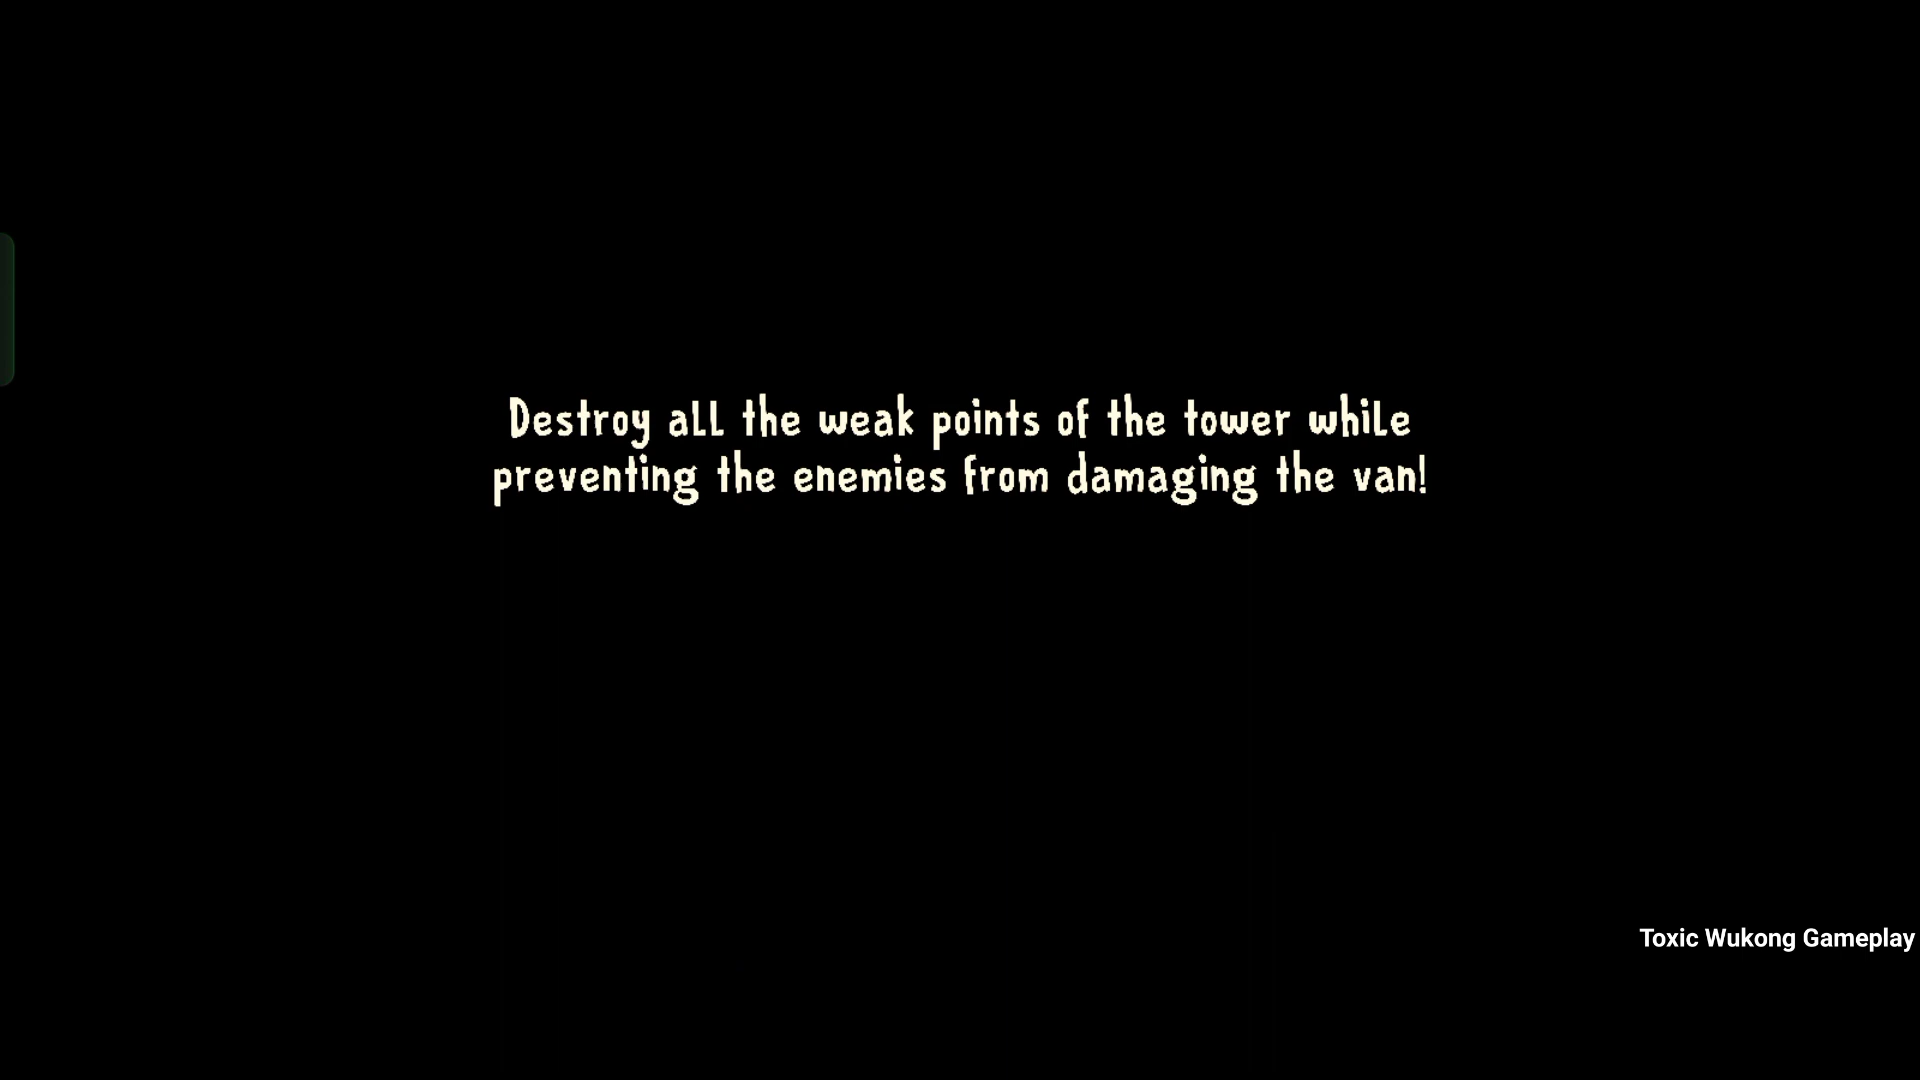 Destroy all the weak points of the tower while
preventing the enemies from damaging the van!
Toxic Wukong Gameplay